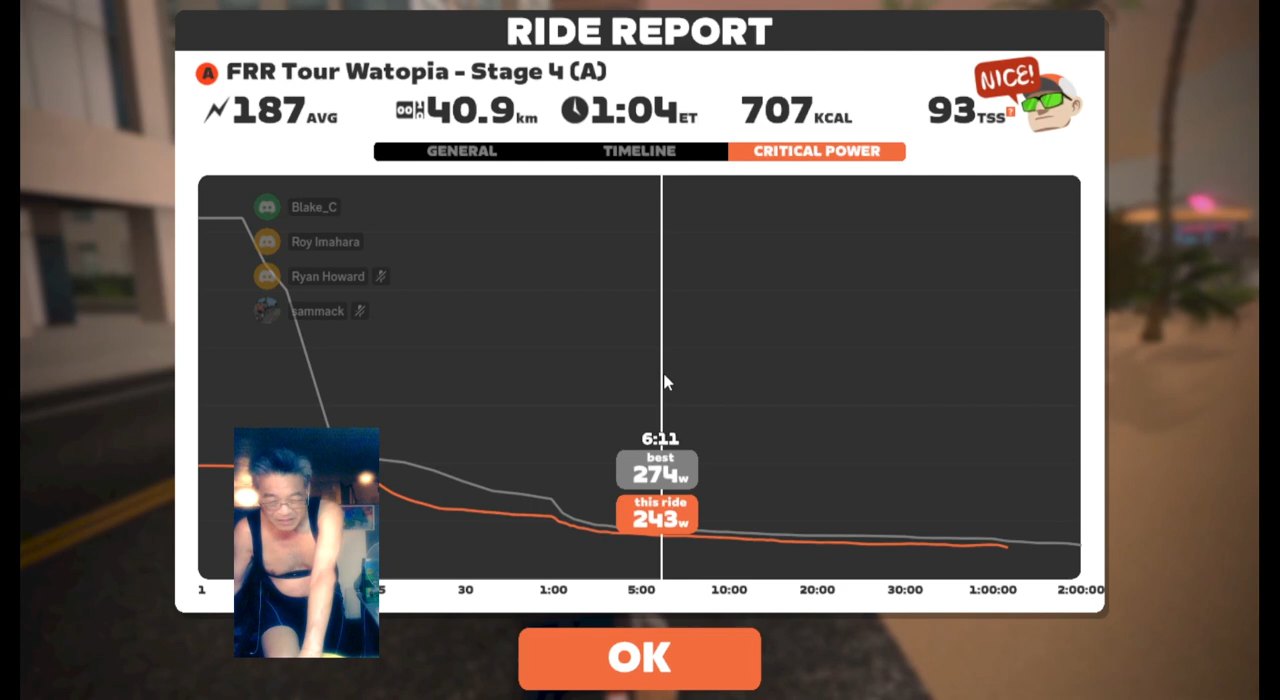 RIDE REPORT
A FRR Tour Watopia - Stage 4 (A)
187 AVG 40.9 km 1:04 ET 707 KCAL 93 TSS
NICE!
GENERAL TIMELINE CRITICAL POWER
Blake_C
Roy Imahara
Ryan Howard
sammack
6:11
best
274w
this ride
243w
1 5 30 1:00 5:00 10:00 20:00 30:00 1:00:00 2:00:00
OK